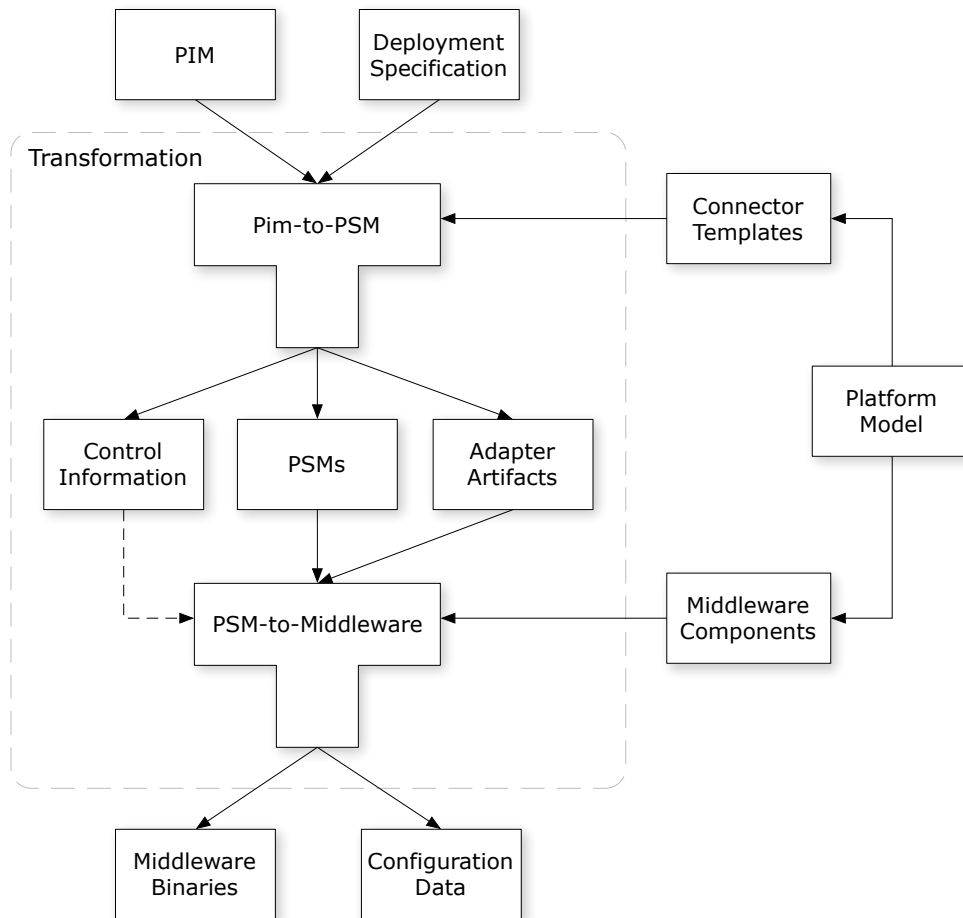 PIM
Deployment
Specification
Transformation
Pim-to-PSM
Connector
Templates
Platform
Model
Control
Information
PSMs
Adapter
Artifacts
PSM-to-Middleware
Middleware
Components
Middleware
Binaries
Configuration
Data